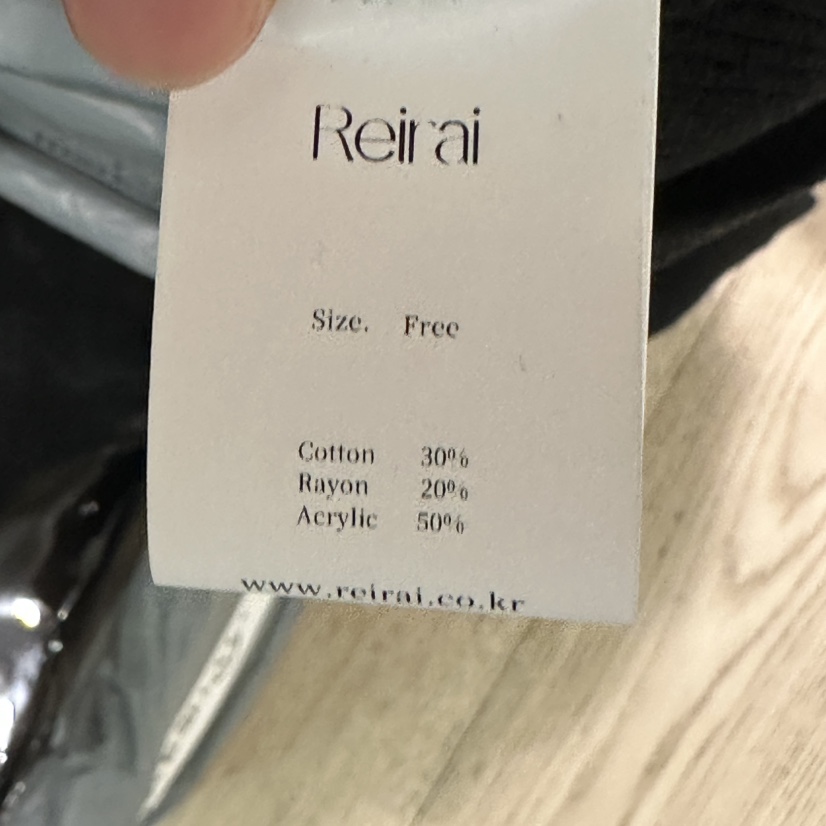 Reirai
Size. Free
Cotton 30%
Rayon 20%
Acrylic 50%
www.reirai.co.kr